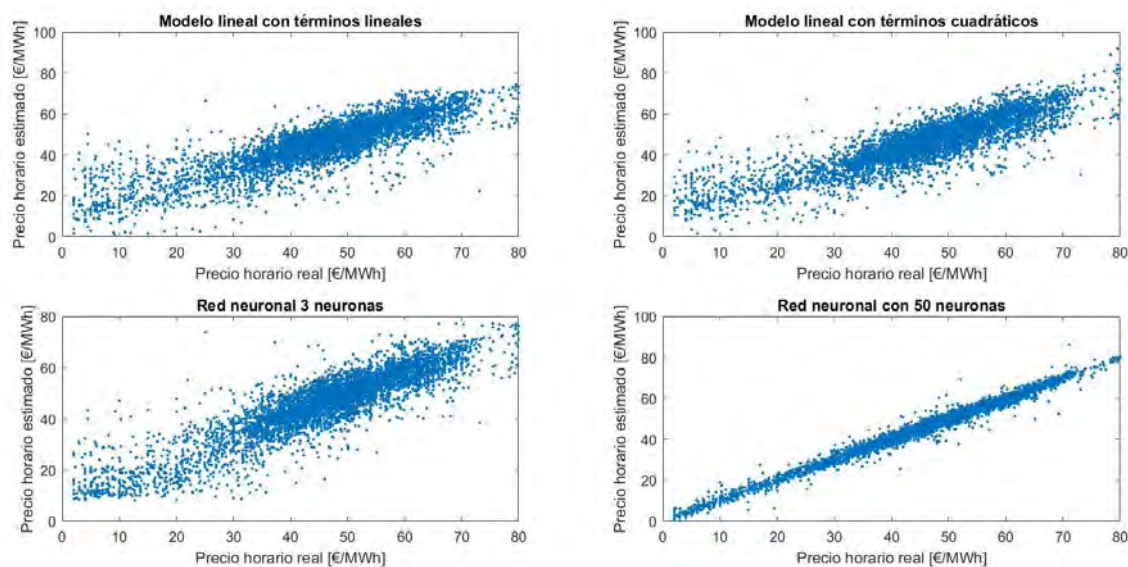 Modelo lineal con términos lineales
100
80
60
40
20
0
Precio horario estimado [€/MWh]
0 10 20 30 40 50 60 70 80
Precio horario real [€/MWh]
Modelo lineal con términos cuadráticos
100
80
60
40
20
0
Precio horario estimado [€/MWh]
0 10 20 30 40 50 60 70 80
Precio horario real [€/MWh]
Red neuronal 3 neuronas
80
60
40
20
0
Precio horario estimado [€/MWh]
0 10 20 30 40 50 60 70 80
Precio horario real [€/MWh]
Red neuronal con 50 neuronas
100
80
60
40
20
0
Precio horario estimado [€/MWh]
0 10 20 30 40 50 60 70 80
Precio horario real [€/MWh]